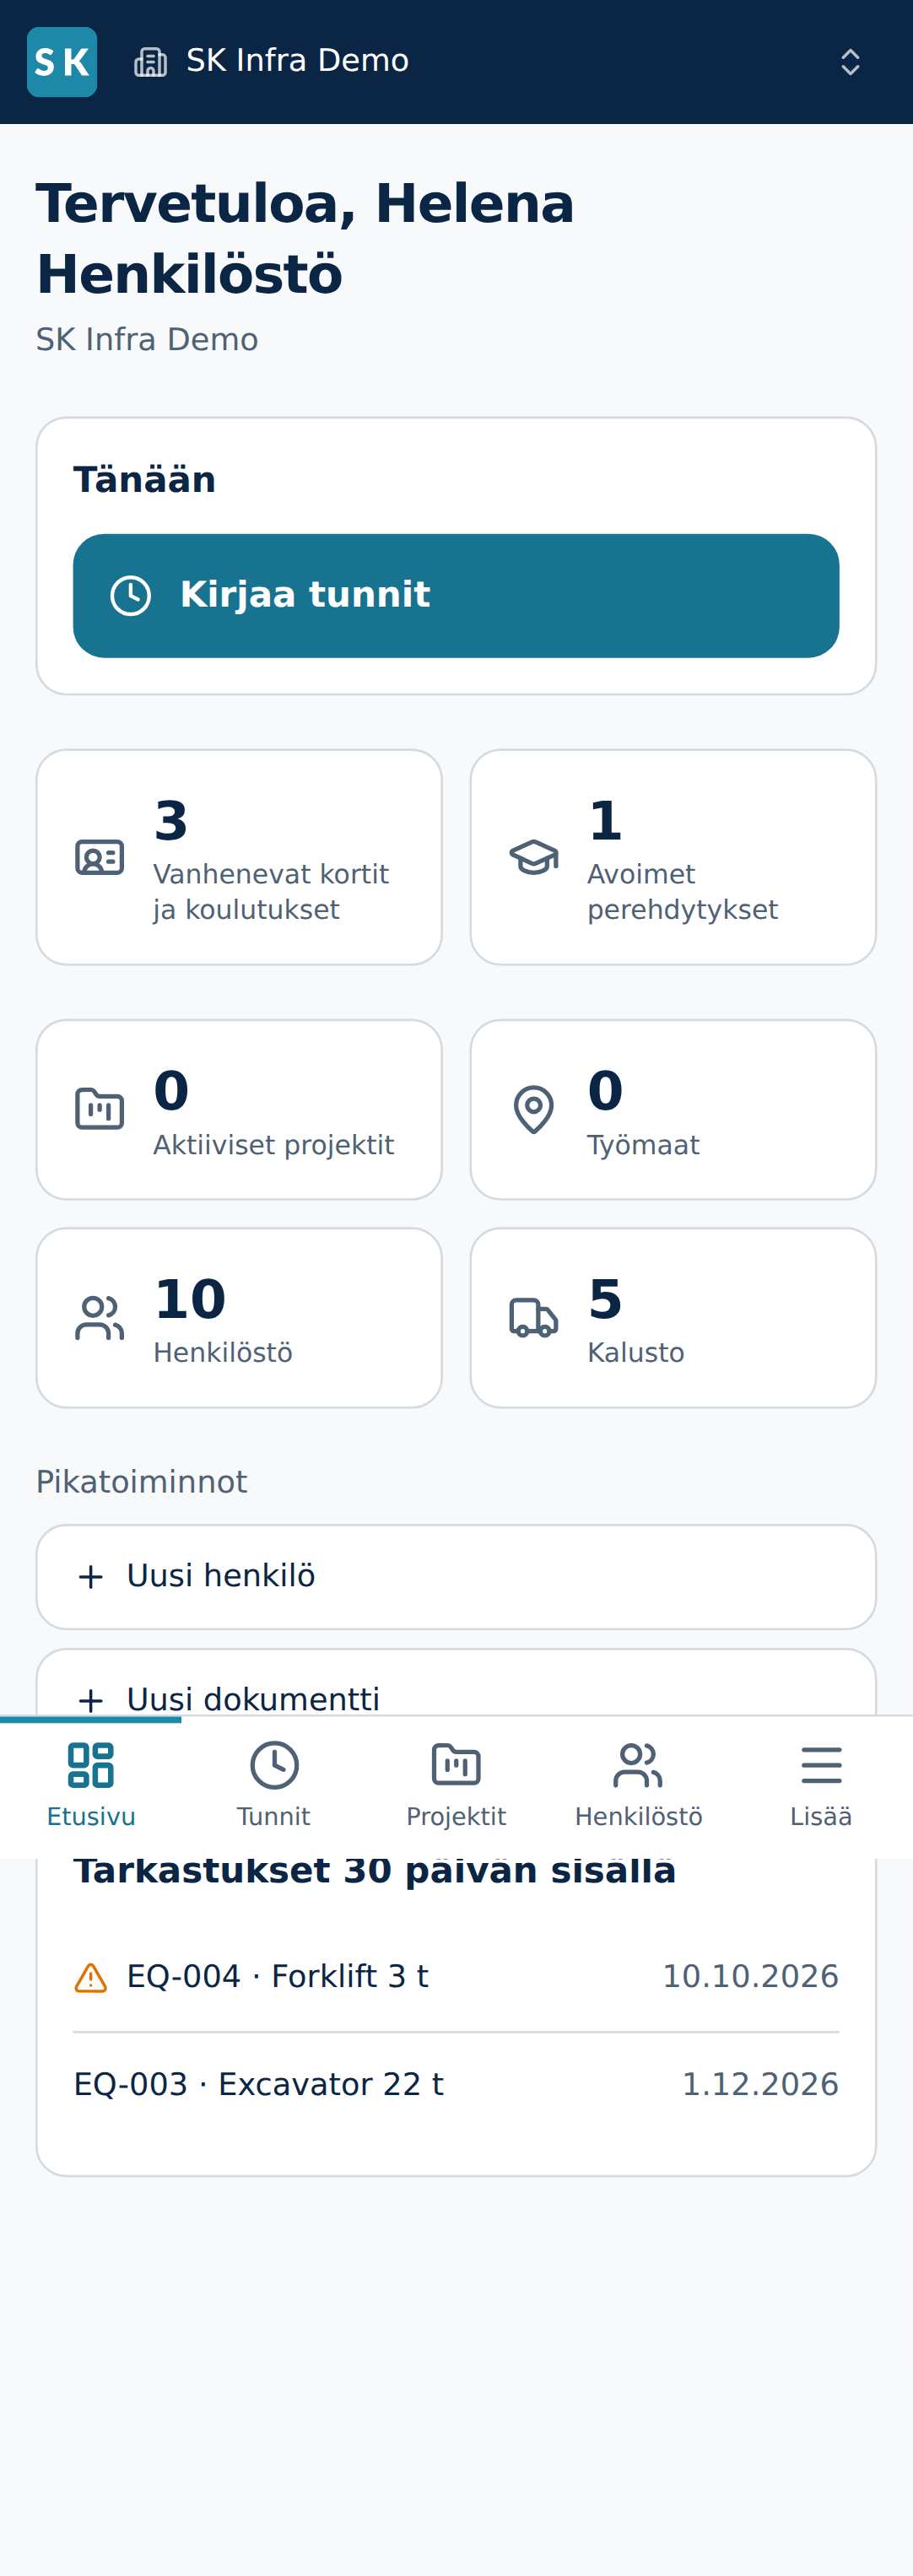 SK SK Infra Demo
Tervetuloa, Helena
Henkilöstö
SK Infra Demo
Tänään
Kirjaa tunnit
3
Vanhenevat kortit
ja koulutukset
1
Avoimet
perehdytykset
0
Aktiiviset projektit
0
Työmaat
10
Henkilöstö
5
Kalusto
Pikatoiminnot
+ Uusi henkilö
+ Uusi dokumentti
Etusivu
Tunnit
Projektit
Henkilöstö
Lisää
Tarkastukset 30 päivän sisällä
EQ-004 · Forklift 3 t 10.10.2026
EQ-003 · Excavator 22 t 1.12.2026